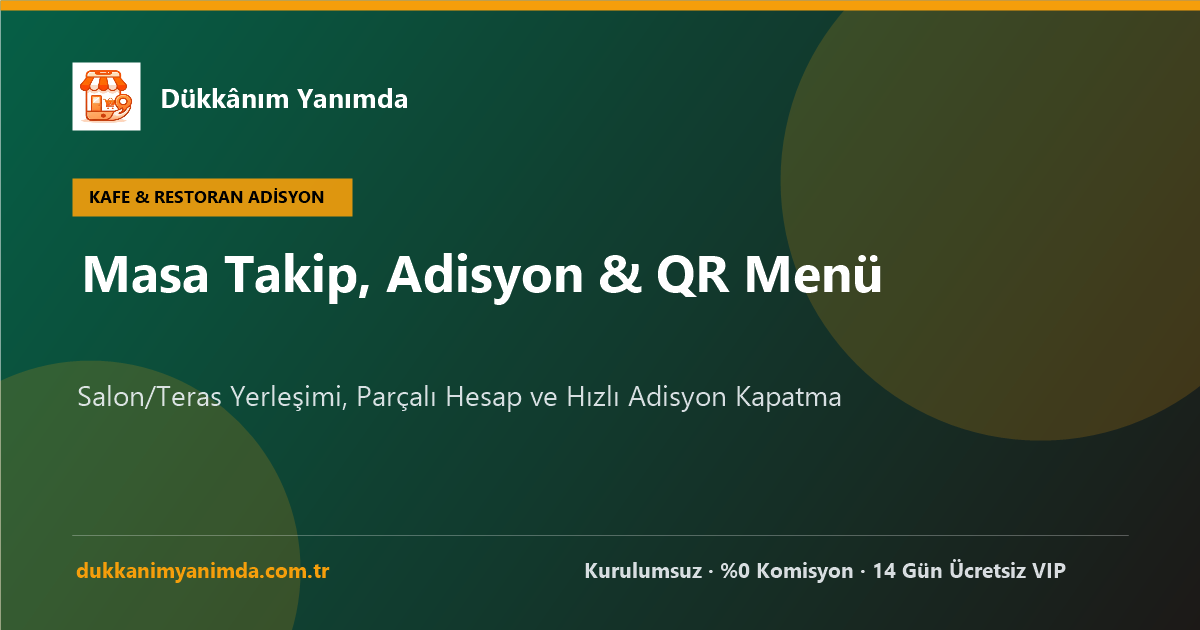 Dükkânım Yanımda
KAFE & RESTORAN ADİSYON
Masa Takip, Adisyon & QR Menü
Salon/Teras Yerleşimi, Parçalı Hesap ve Hızlı Adisyon Kapatma
dukkanimyanimda.com.tr
Kurulumsuz · %0 Komisyon · 14 Gün Ücretsiz VIP